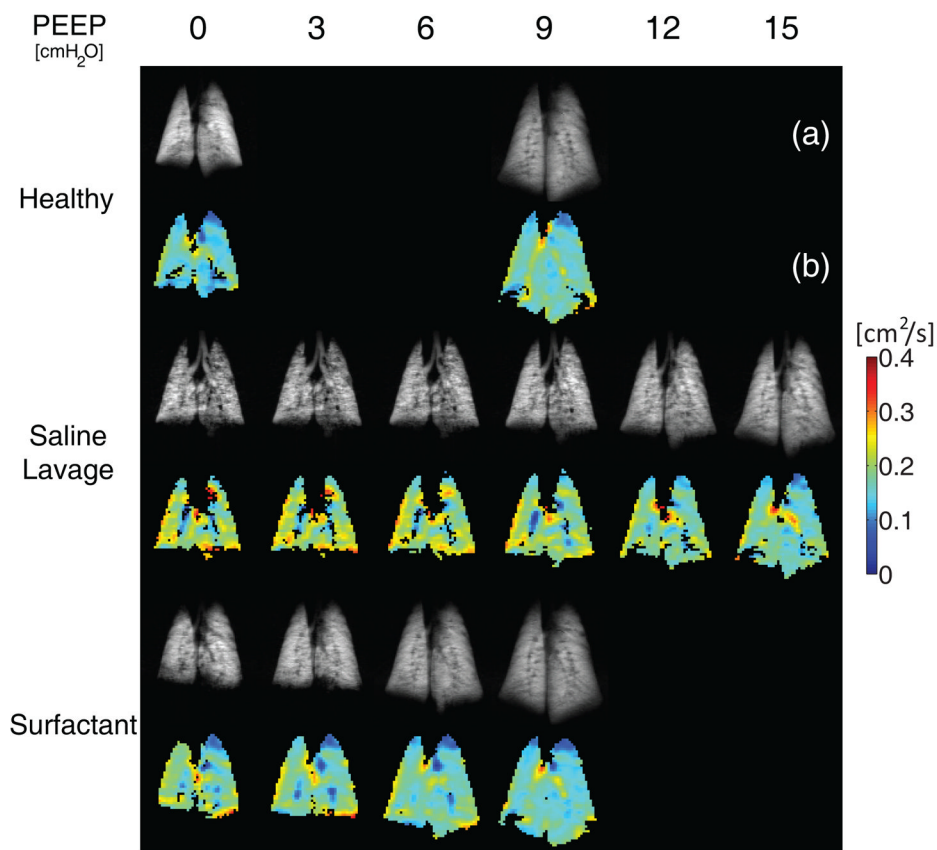 PEEP 0 3 6 9 12 15
[cmH2O]
(a)
Healthy
(b)
[cm²/s]
0.4
Saline
Lavage
0.3
0.2
0.1
0
Surfactant